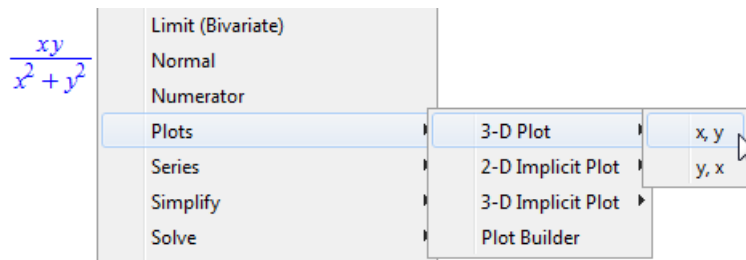 xy
x² + y²
Limit (Bivariate)
Normal
Numerator
Plots
Series
Simplify
Solve
3-D Plot
2-D Implicit Plot
3-D Implicit Plot
Plot Builder
x, y
y, x